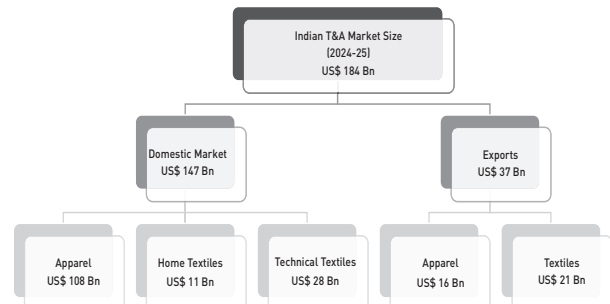 Indian T&A Market Size
(2024-25)
US$ 184 Bn
Domestic Market
US$ 147 Bn
Exports
US$ 37 Bn
Apparel
US$ 108 Bn
Home Textiles
US$ 11 Bn
Technical Textiles
US$ 28 Bn
Apparel
US$ 16 Bn
Textiles
US$ 21 Bn